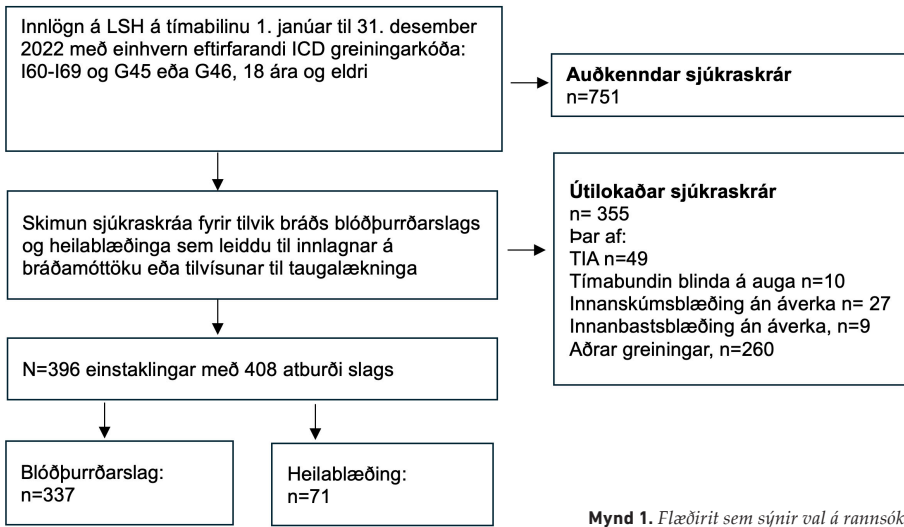 Innlögn á LSH á tímabilinu 1. janúar til 31. desember
2022 með einhvern eftirfarandi ICD greiningarkóða:
I60-I69 og G45 eða G46, 18 ára og eldri
Auðkenndar sjúkraskrár
n=751
Útilokaðar sjúkraskrár
n= 355
Þar af:
TIA n=49
Tímabundin blinda á auga n=10
Innanskúmsblæðing án áverka n= 27
Innanbastsblæðing án áverka, n=9
Aðrar greiningar, n=260
Skimun sjúkraskráa fyrir tilvik bráðs blóðþurrðarslags
og heilablæðinga sem leiddu til innlagnar á
bráðamóttöku eða tilvísunar til taugalækninga
N=396 einstaklingar með 408 atburði slags
Blóðþurrðarslag:
n=337
Heilablæðing:
n=71
Mynd 1. Flæðirit sem sýnir val á